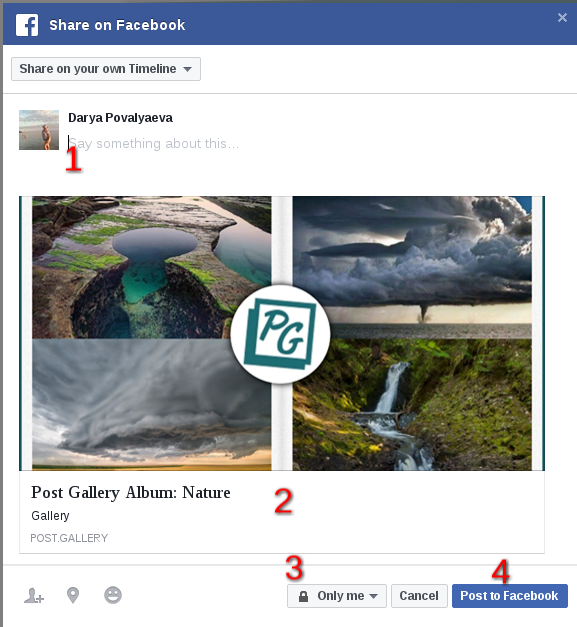 Share on Facebook
Share on your own Timeline
Darya Povalyaeva
Say something about this...
1
PG
Post Gallery Album: Nature
2
Gallery
POST.GALLERY
3
4
Only me
Cancel
Post to Facebook